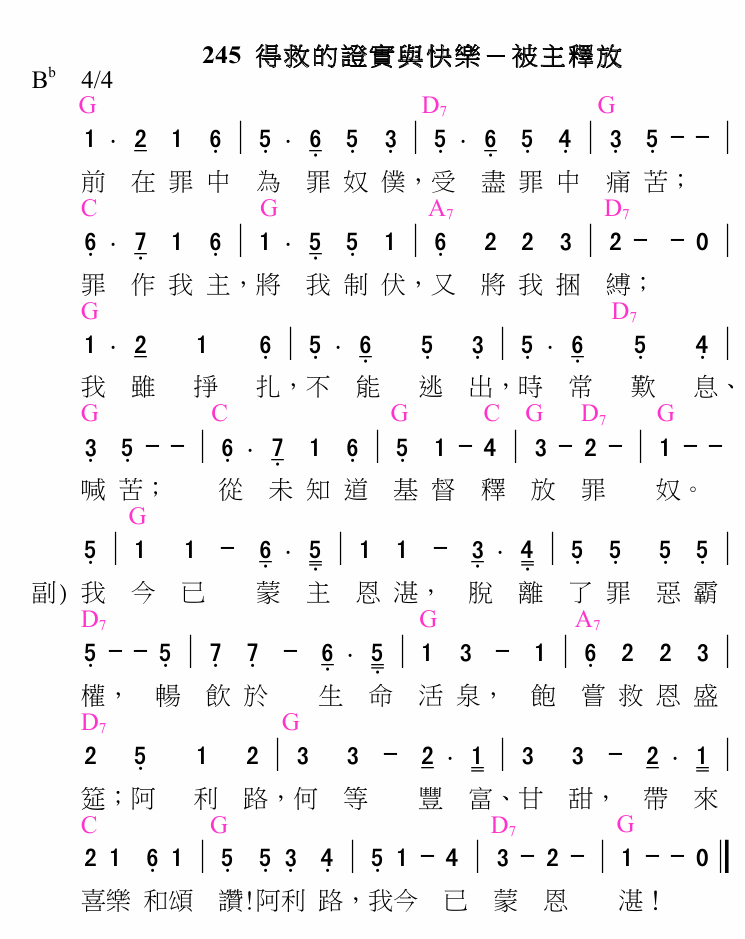 245 得救的證實與快樂－被主釋放
Bb 4/4
G D7 G
1 · 2 1 6 | 5 · 6 5 3 | 5 · 6 5 4 | 3 5 - - |
前 在 罪 中 為 罪 奴 僕，受 盡 罪 中 痛 苦；
C G A7 D7
6 · 7 1 6 | 1 · 5 5 1 | 6 2 2 3 | 2 - - 0 |
罪 作 我 主，將 我 制 伏，又 將 我 捆 縛；
G D7
1 · 2 1 6 | 5 · 6 5 3 | 5 · 6 5 4 |
我 雖 掙 扎，不 能 逃 出，時 常 歎 息、
G C G C G D7 G
3 5 - - | 6 · 7 1 6 | 5 1 - 4 | 3 - 2 - | 1 - -
喊 苦； 從 未 知 道 基 督 釋 放 罪 奴。
G
5 | 1 1 - 6 · 5 | 1 1 - 3 · 4 | 5 5 5 5 |
副) 我 今 已 蒙 主 恩 湛， 脫 離 了 罪 惡 霸
D7 G A7
5 - - 5 | 7 7 - 6 · 5 | 1 3 - 1 | 6 2 2 3 |
權， 暢 飲 於 生 命 活 泉， 飽 嘗 救 恩 盛
D7 G
2 5 1 2 | 3 3 - 2 · 1 | 3 3 - 2 · 1 |
筵；阿 利 路，何 等 豐 富、甘 甜， 帶 來
C G D7 G
2 1 6 1 | 5 5 3 4 | 5 1 - 4 | 3 - 2 - | 1 - - 0 ‖
喜樂 和頌 讚!阿利 路，我今 已 蒙 恩 湛！